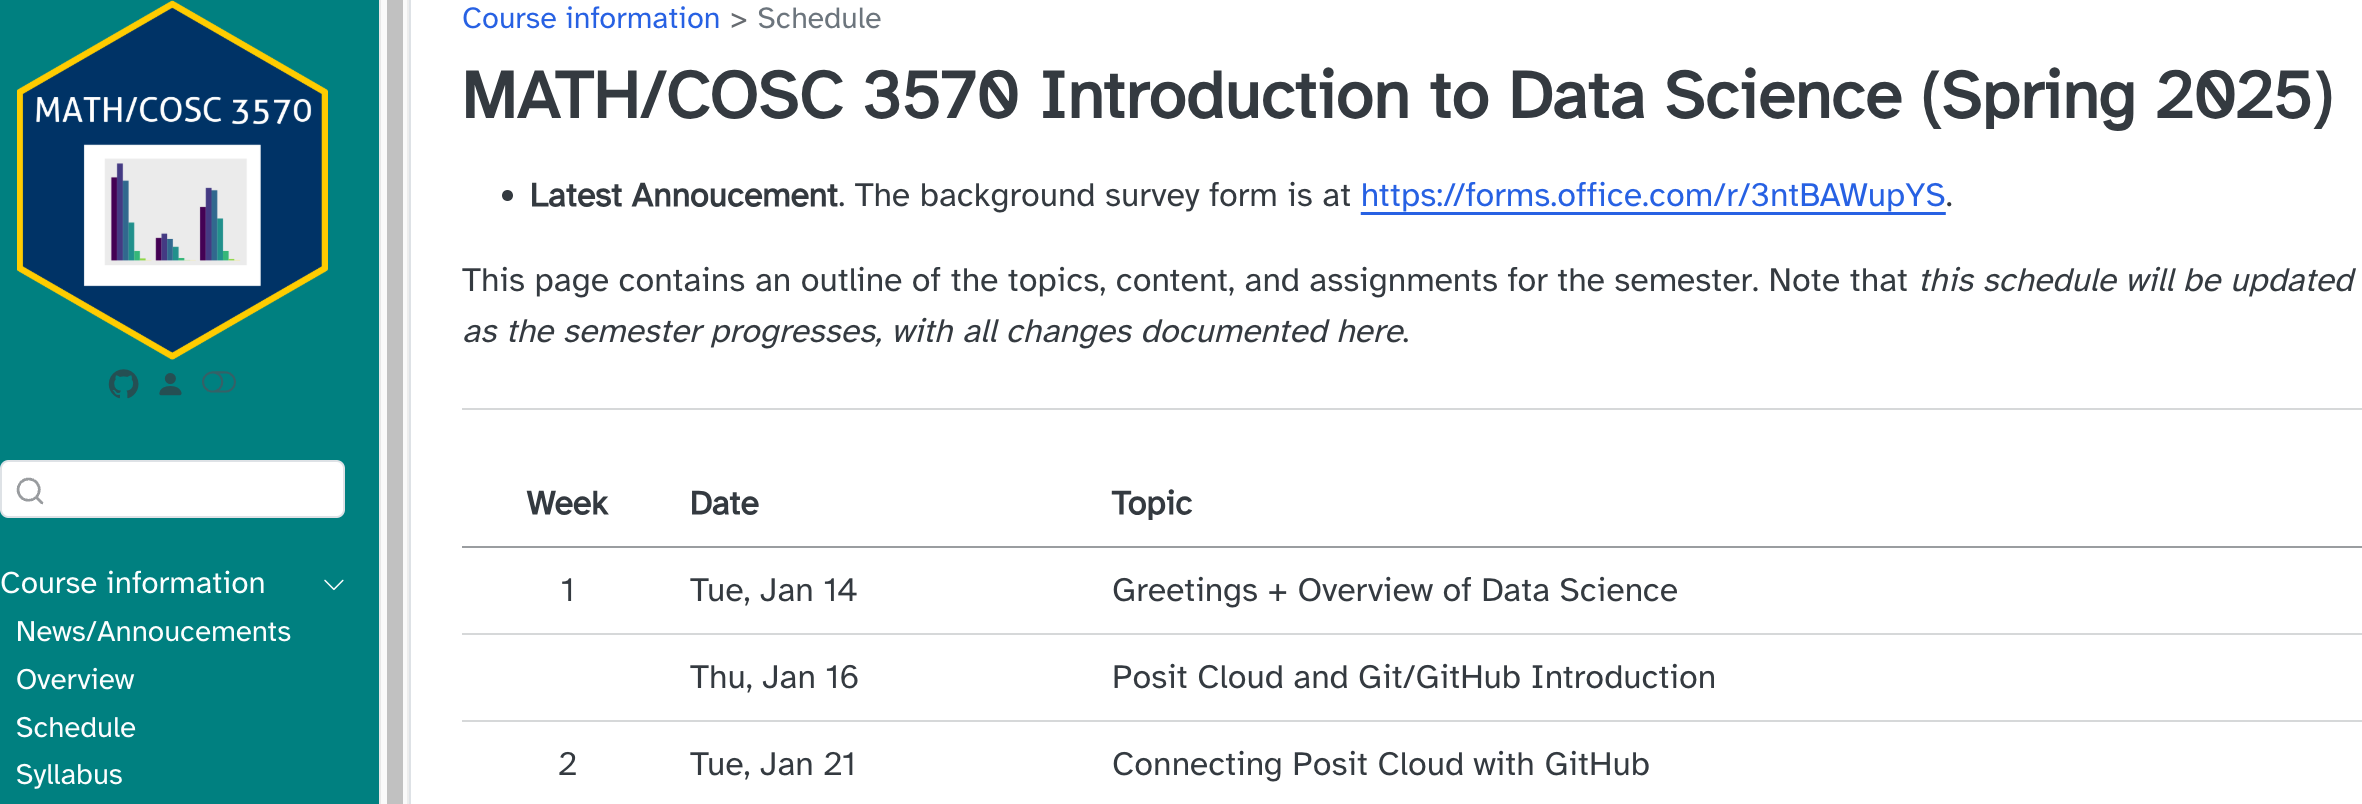 MATH/COSC 3570
Course information
News/Annoucements
Overview
Schedule
Syllabus
Course information > Schedule
MATH/COSC 3570 Introduction to Data Science (Spring 2025)
• Latest Annoucement. The background survey form is at https://forms.office.com/r/3ntBAWupYS.
This page contains an outline of the topics, content, and assignments for the semester. Note that this schedule will be updated
as the semester progresses, with all changes documented here.
Week Date Topic
1 Tue, Jan 14 Greetings + Overview of Data Science
Thu, Jan 16 Posit Cloud and Git/GitHub Introduction
2 Tue, Jan 21 Connecting Posit Cloud with GitHub